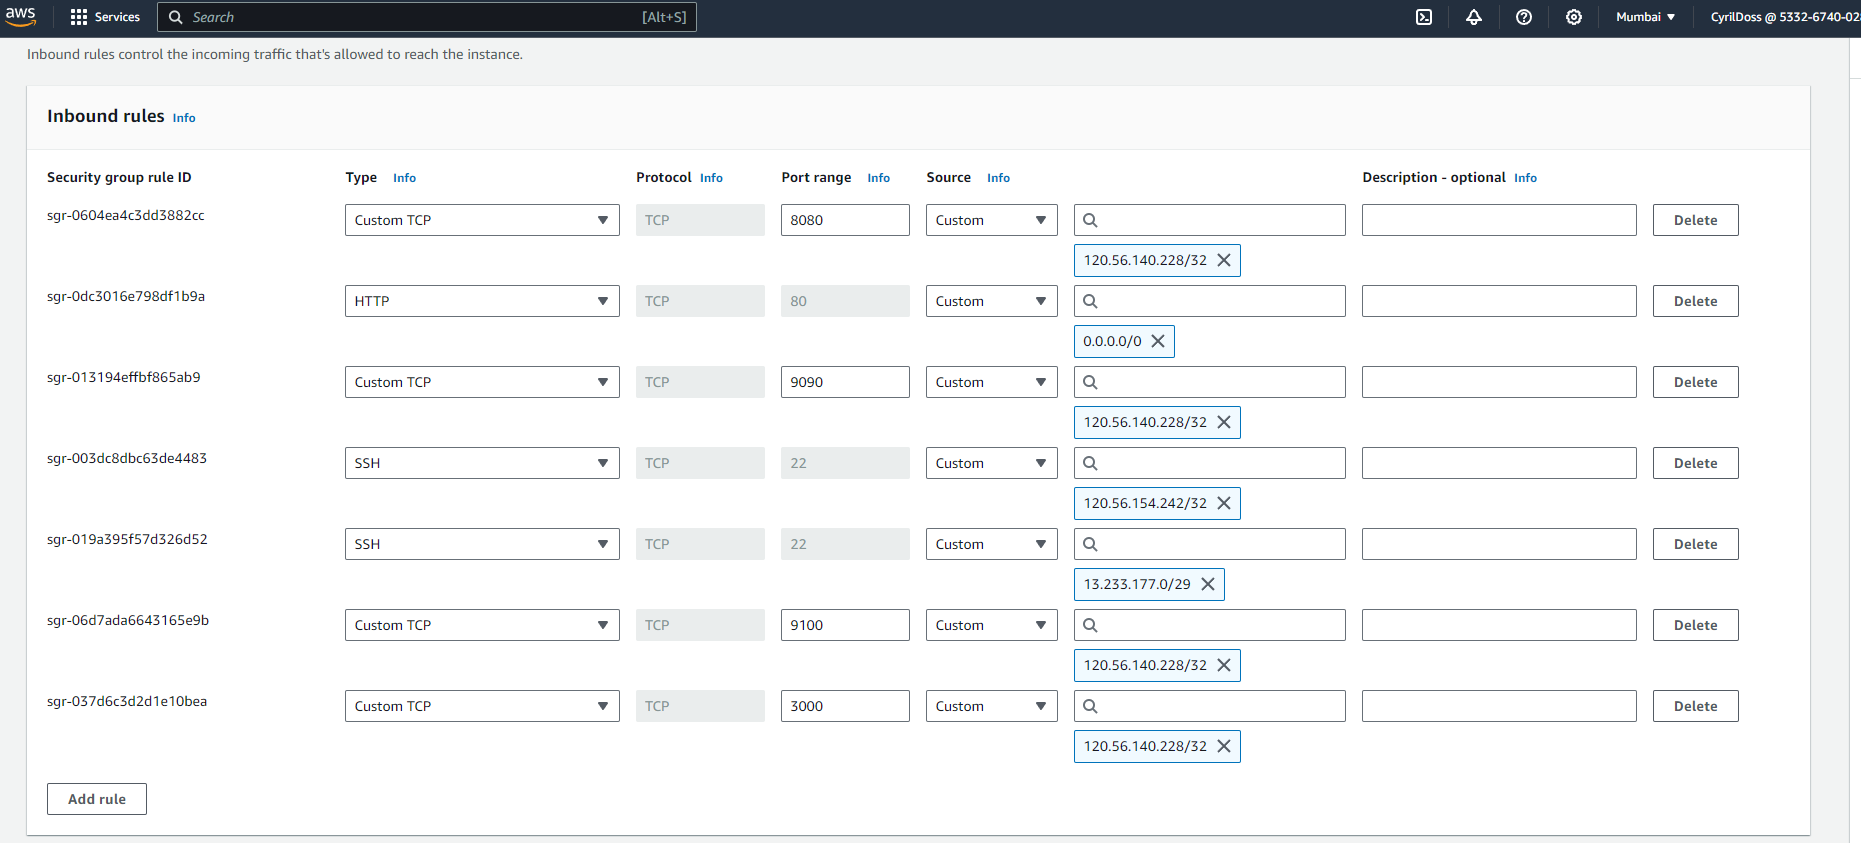 aws Services Search [Alt+S] Mumbai CyrilDoss @ 5332-6740-02
Inbound rules control the incoming traffic that's allowed to reach the instance.
Inbound rules Info
Security group rule ID Type Info Protocol Info Port range Info Source Info Description - optional Info
sgr-0604ea4c3dd3882cc Custom TCP TCP 8080 Custom Delete
120.56.140.228/32
sgr-0dc3016e798df1b9a HTTP TCP 80 Custom Delete
0.0.0.0/0
sgr-013194effbf865ab9 Custom TCP TCP 9090 Custom Delete
120.56.140.228/32
sgr-003dc8dbc63de4483 SSH TCP 22 Custom Delete
120.56.154.242/32
sgr-019a395f57d326d52 SSH TCP 22 Custom Delete
13.233.177.0/29
sgr-06d7ada6643165e9b Custom TCP TCP 9100 Custom Delete
120.56.140.228/32
sgr-037d6c3d2d1e10bea Custom TCP TCP 3000 Custom Delete
120.56.140.228/32
Add rule